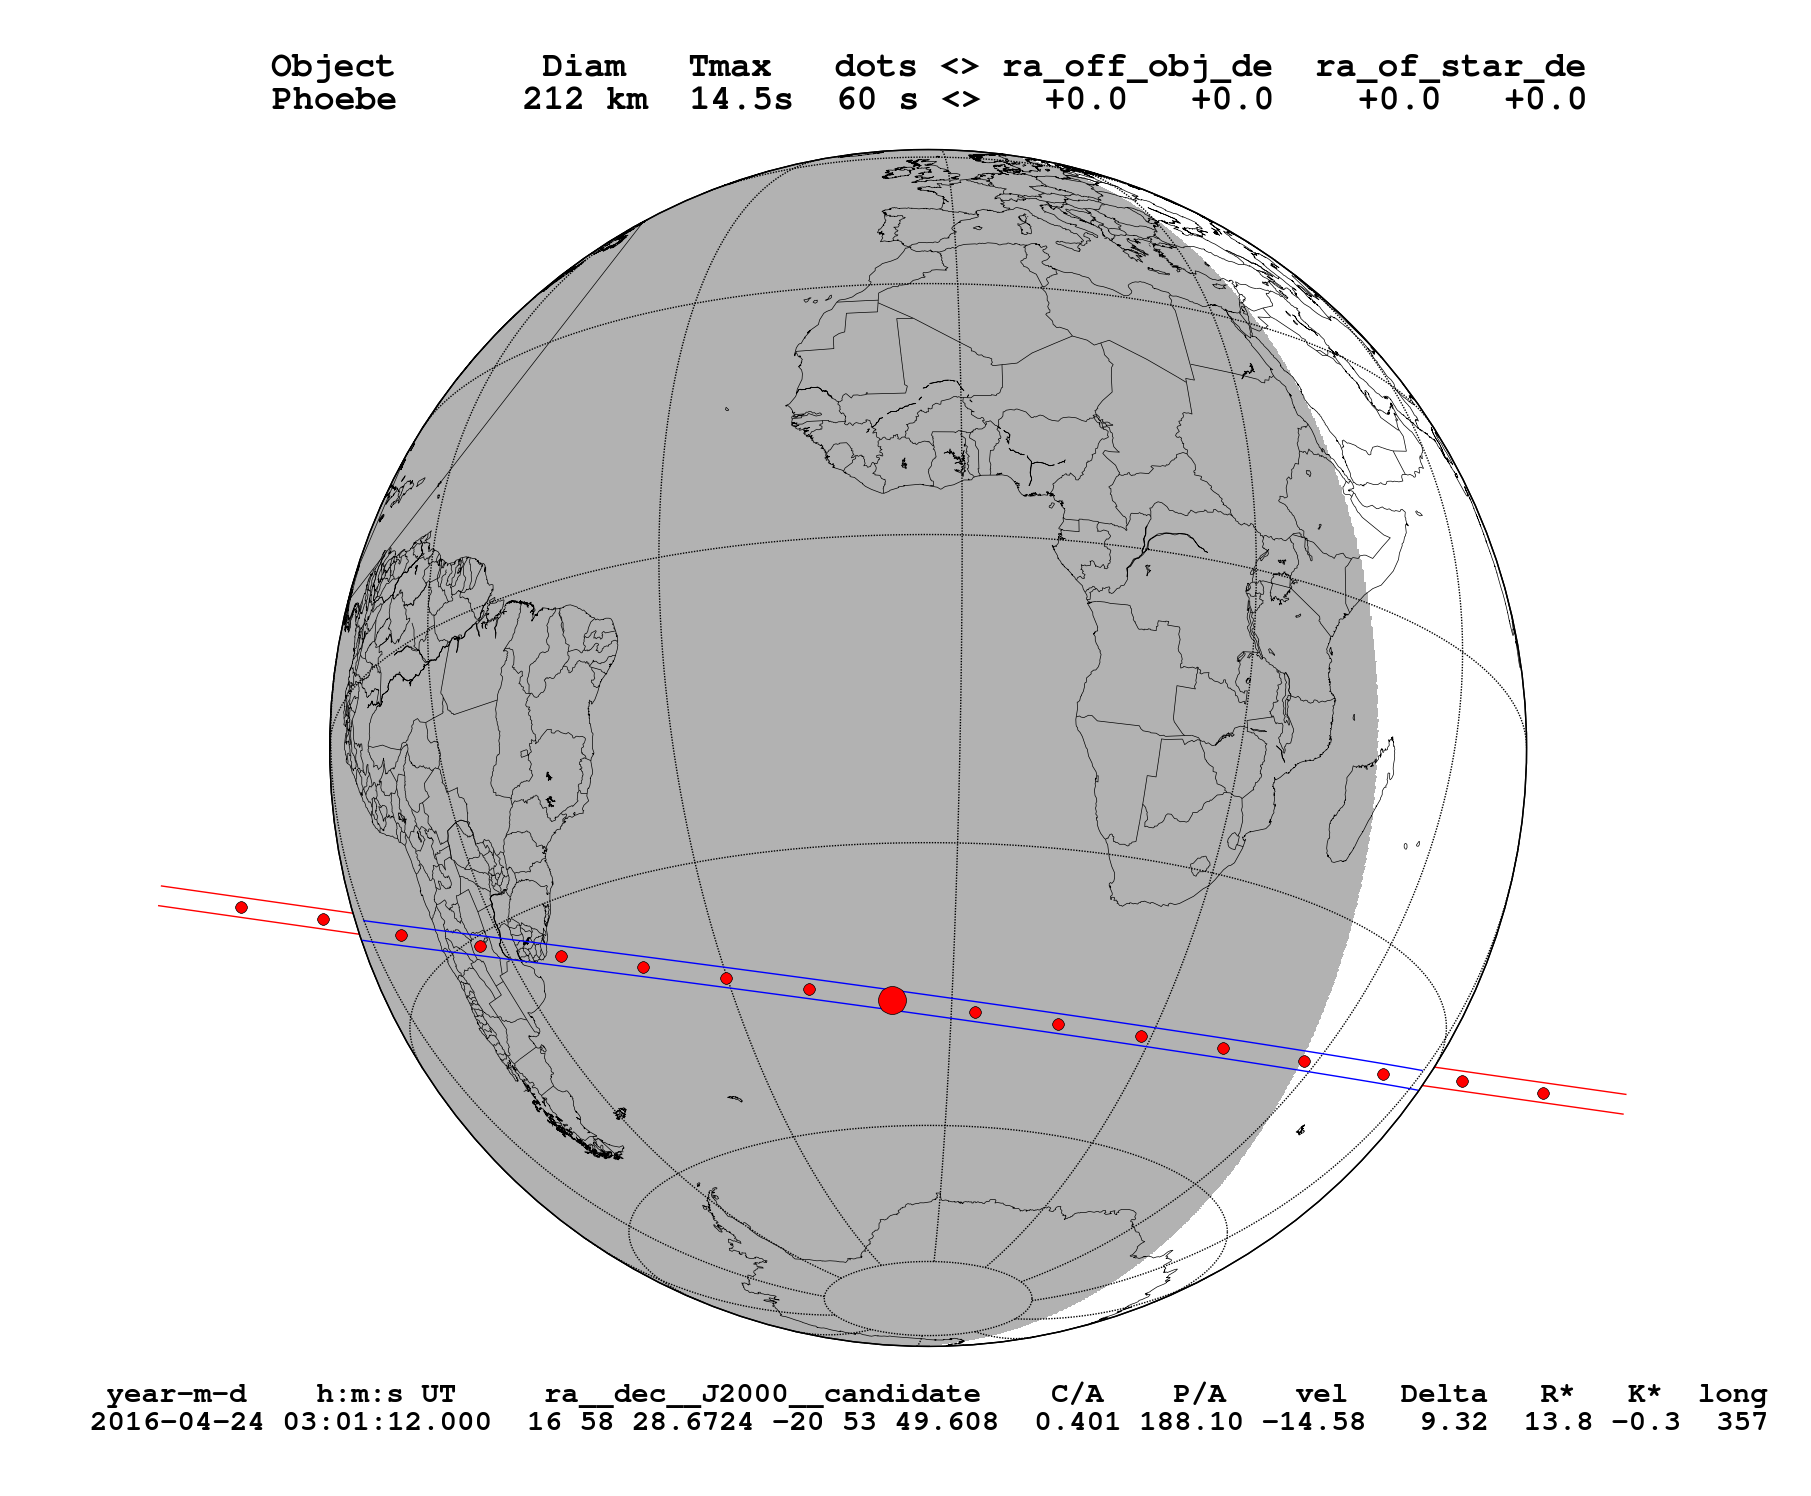 Object Diam Tmax dots <> ra_off_obj_de ra_of_star_de
Phoebe 212 km 14.5s 60 s <> +0.0 +0.0 +0.0 +0.0
year-m-d h:m:s UT ra__dec__J2000__candidate C/A P/A vel Delta R* K* long
2016-04-24 03:01:12.000 16 58 28.6724 -20 53 49.608 0.401 188.10 -14.58 9.32 13.8 -0.3 357